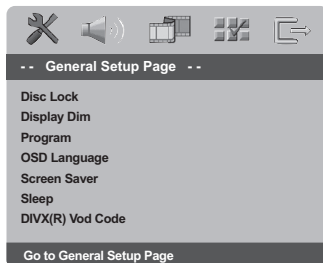 - - General Setup Page - -
Disc Lock
Display Dim
Program
OSD Language
Screen Saver
Sleep
DIVX(R) Vod Code
Go to General Setup Page